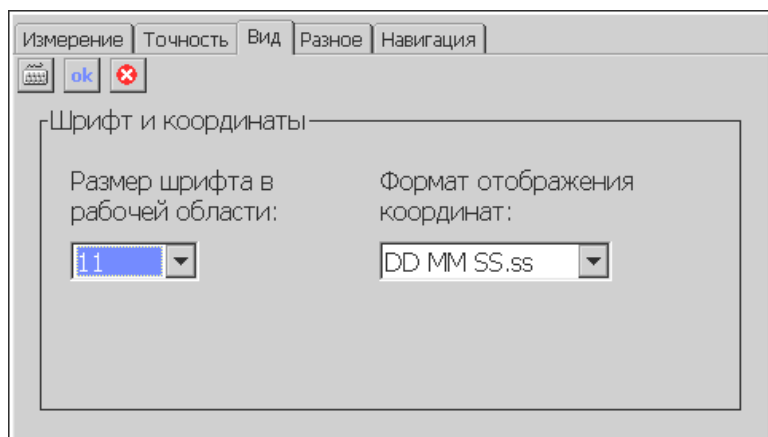 Измерение Точность Вид Разное Навигация
ok
Шрифт и координаты
Размер шрифта в
рабочей области:
11
Формат отображения
координат:
DD MM SS.ss